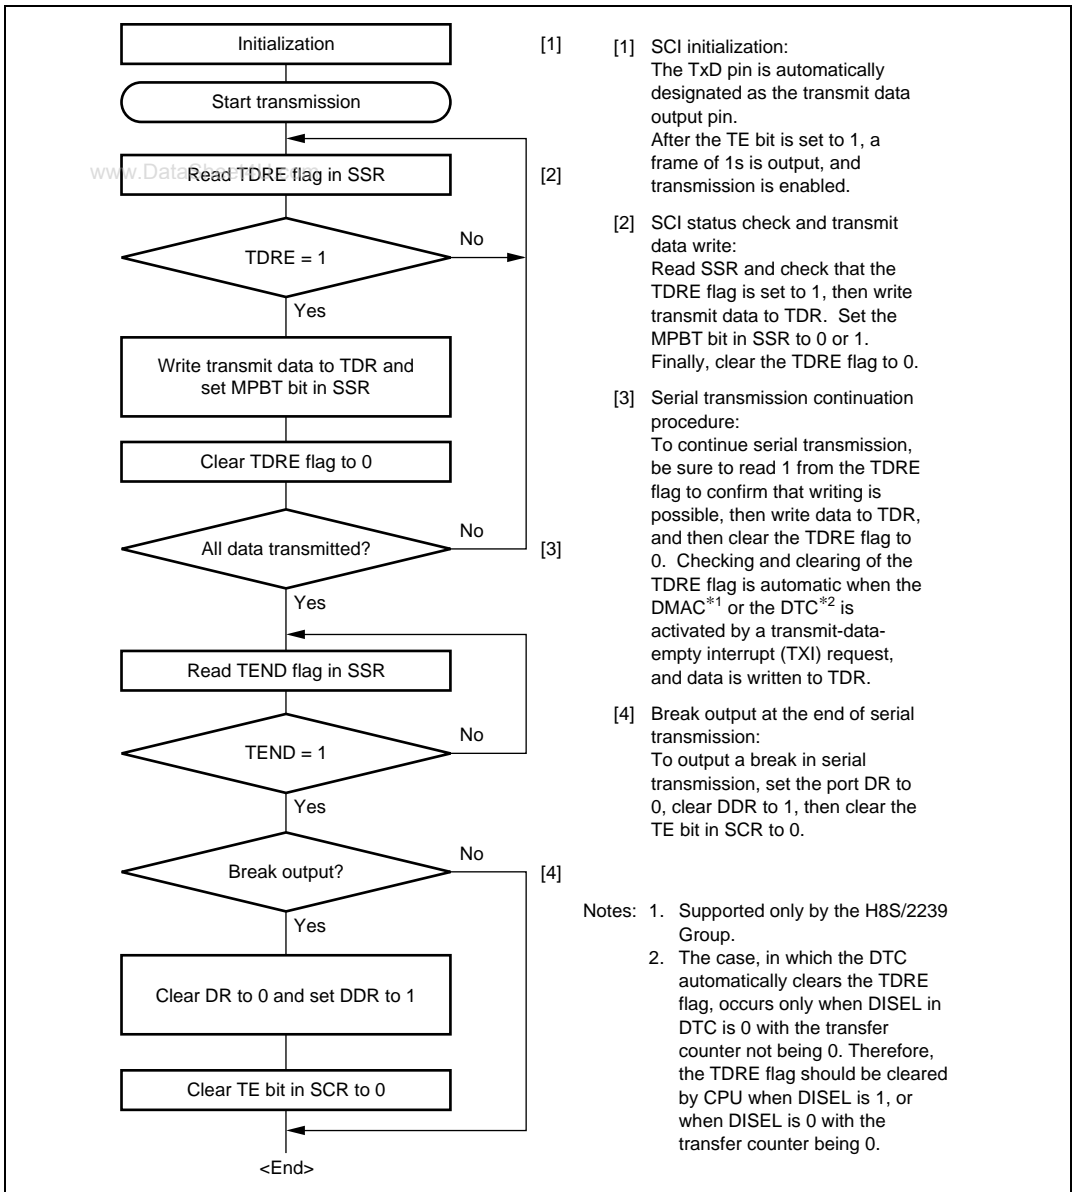 Initialization
[1]
Start transmission
www.DataSheet4U.com
Read TDRE flag in SSR
[2]
TDRE = 1
No
Yes
Write transmit data to TDR and
set MPBT bit in SSR
Clear TDRE flag to 0
All data transmitted?
No
[3]
Yes
Read TEND flag in SSR
TEND = 1
No
Yes
Break output?
No
[4]
Yes
Clear DR to 0 and set DDR to 1
Clear TE bit in SCR to 0
<End>
[1] SCI initialization:
The TxD pin is automatically
designated as the transmit data
output pin.
After the TE bit is set to 1, a
frame of 1s is output, and
transmission is enabled.
[2] SCI status check and transmit
data write:
Read SSR and check that the
TDRE flag is set to 1, then write
transmit data to TDR. Set the
MPBT bit in SSR to 0 or 1.
Finally, clear the TDRE flag to 0.
[3] Serial transmission continuation
procedure:
To continue serial transmission,
be sure to read 1 from the TDRE
flag to confirm that writing is
possible, then write data to TDR,
and then clear the TDRE flag to
0. Checking and clearing of the
TDRE flag is automatic when the
DMAC*1 or the DTC*2 is
activated by a transmit-data-
empty interrupt (TXI) request,
and data is written to TDR.
[4] Break output at the end of serial
transmission:
To output a break in serial
transmission, set the port DR to
0, clear DDR to 1, then clear the
TE bit in SCR to 0.
Notes: 1. Supported only by the H8S/2239
Group.
2. The case, in which the DTC
automatically clears the TDRE
flag, occurs only when DISEL in
DTC is 0 with the transfer
counter not being 0. Therefore,
the TDRE flag should be cleared
by CPU when DISEL is 1, or
when DISEL is 0 with the
transfer counter being 0.